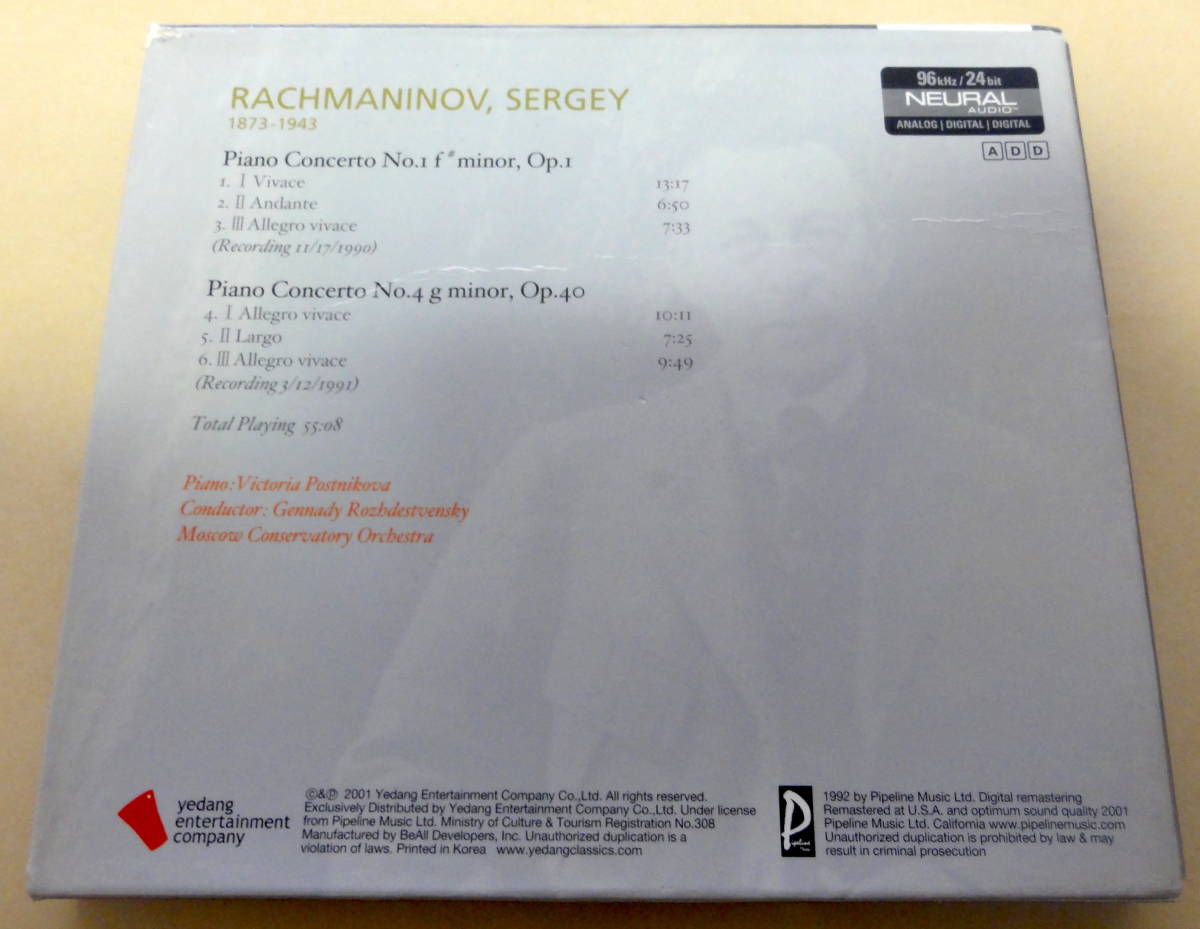 RACHMANINOV, SERGEY
1873-1943
96kHz / 24bit
NEURAL
AUDIO™
ANALOG | DIGITAL | DIGITAL
A D D
Piano Concerto No.1 f # minor, Op.1
1. Ⅰ Vivace 13:17
2. Ⅱ Andante 6:50
3. Ⅲ Allegro vivace 7:33
(Recording 11/17/1990)
Piano Concerto No.4 g minor, Op.40
4. Ⅰ Allegro vivace 10:11
5. Ⅱ Largo 7:25
6. Ⅲ Allegro vivace 9:49
(Recording 3/12/1991)
Total Playing 55:08
Piano: Victoria Postnikova
Conductor: Gennady Rozhdestvensky
Moscow Conservatory Orchestra
yedang
entertainment
company
©&℗ 2001 Yedang Entertainment Company Co.,Ltd. All rights reserved.
Exclusively Distributed by Yedang Entertainment Company Co.,Ltd. Under license
from Pipeline Music Ltd. Ministry of Culture & Tourism Registration No.308
Manufactured by BeAll Developers, Inc. Unauthorized duplication is a
violation of laws. Printed in Korea www.yedangclassics.com
Pipeline
1992 by Pipeline Music Ltd. Digital remastering
Remastered at U.S.A. and optimum sound quality 2001
Pipeline Music Ltd. California www.pipelinemusic.com
Unauthorized duplication is prohibited by law & may
result in criminal prosecution